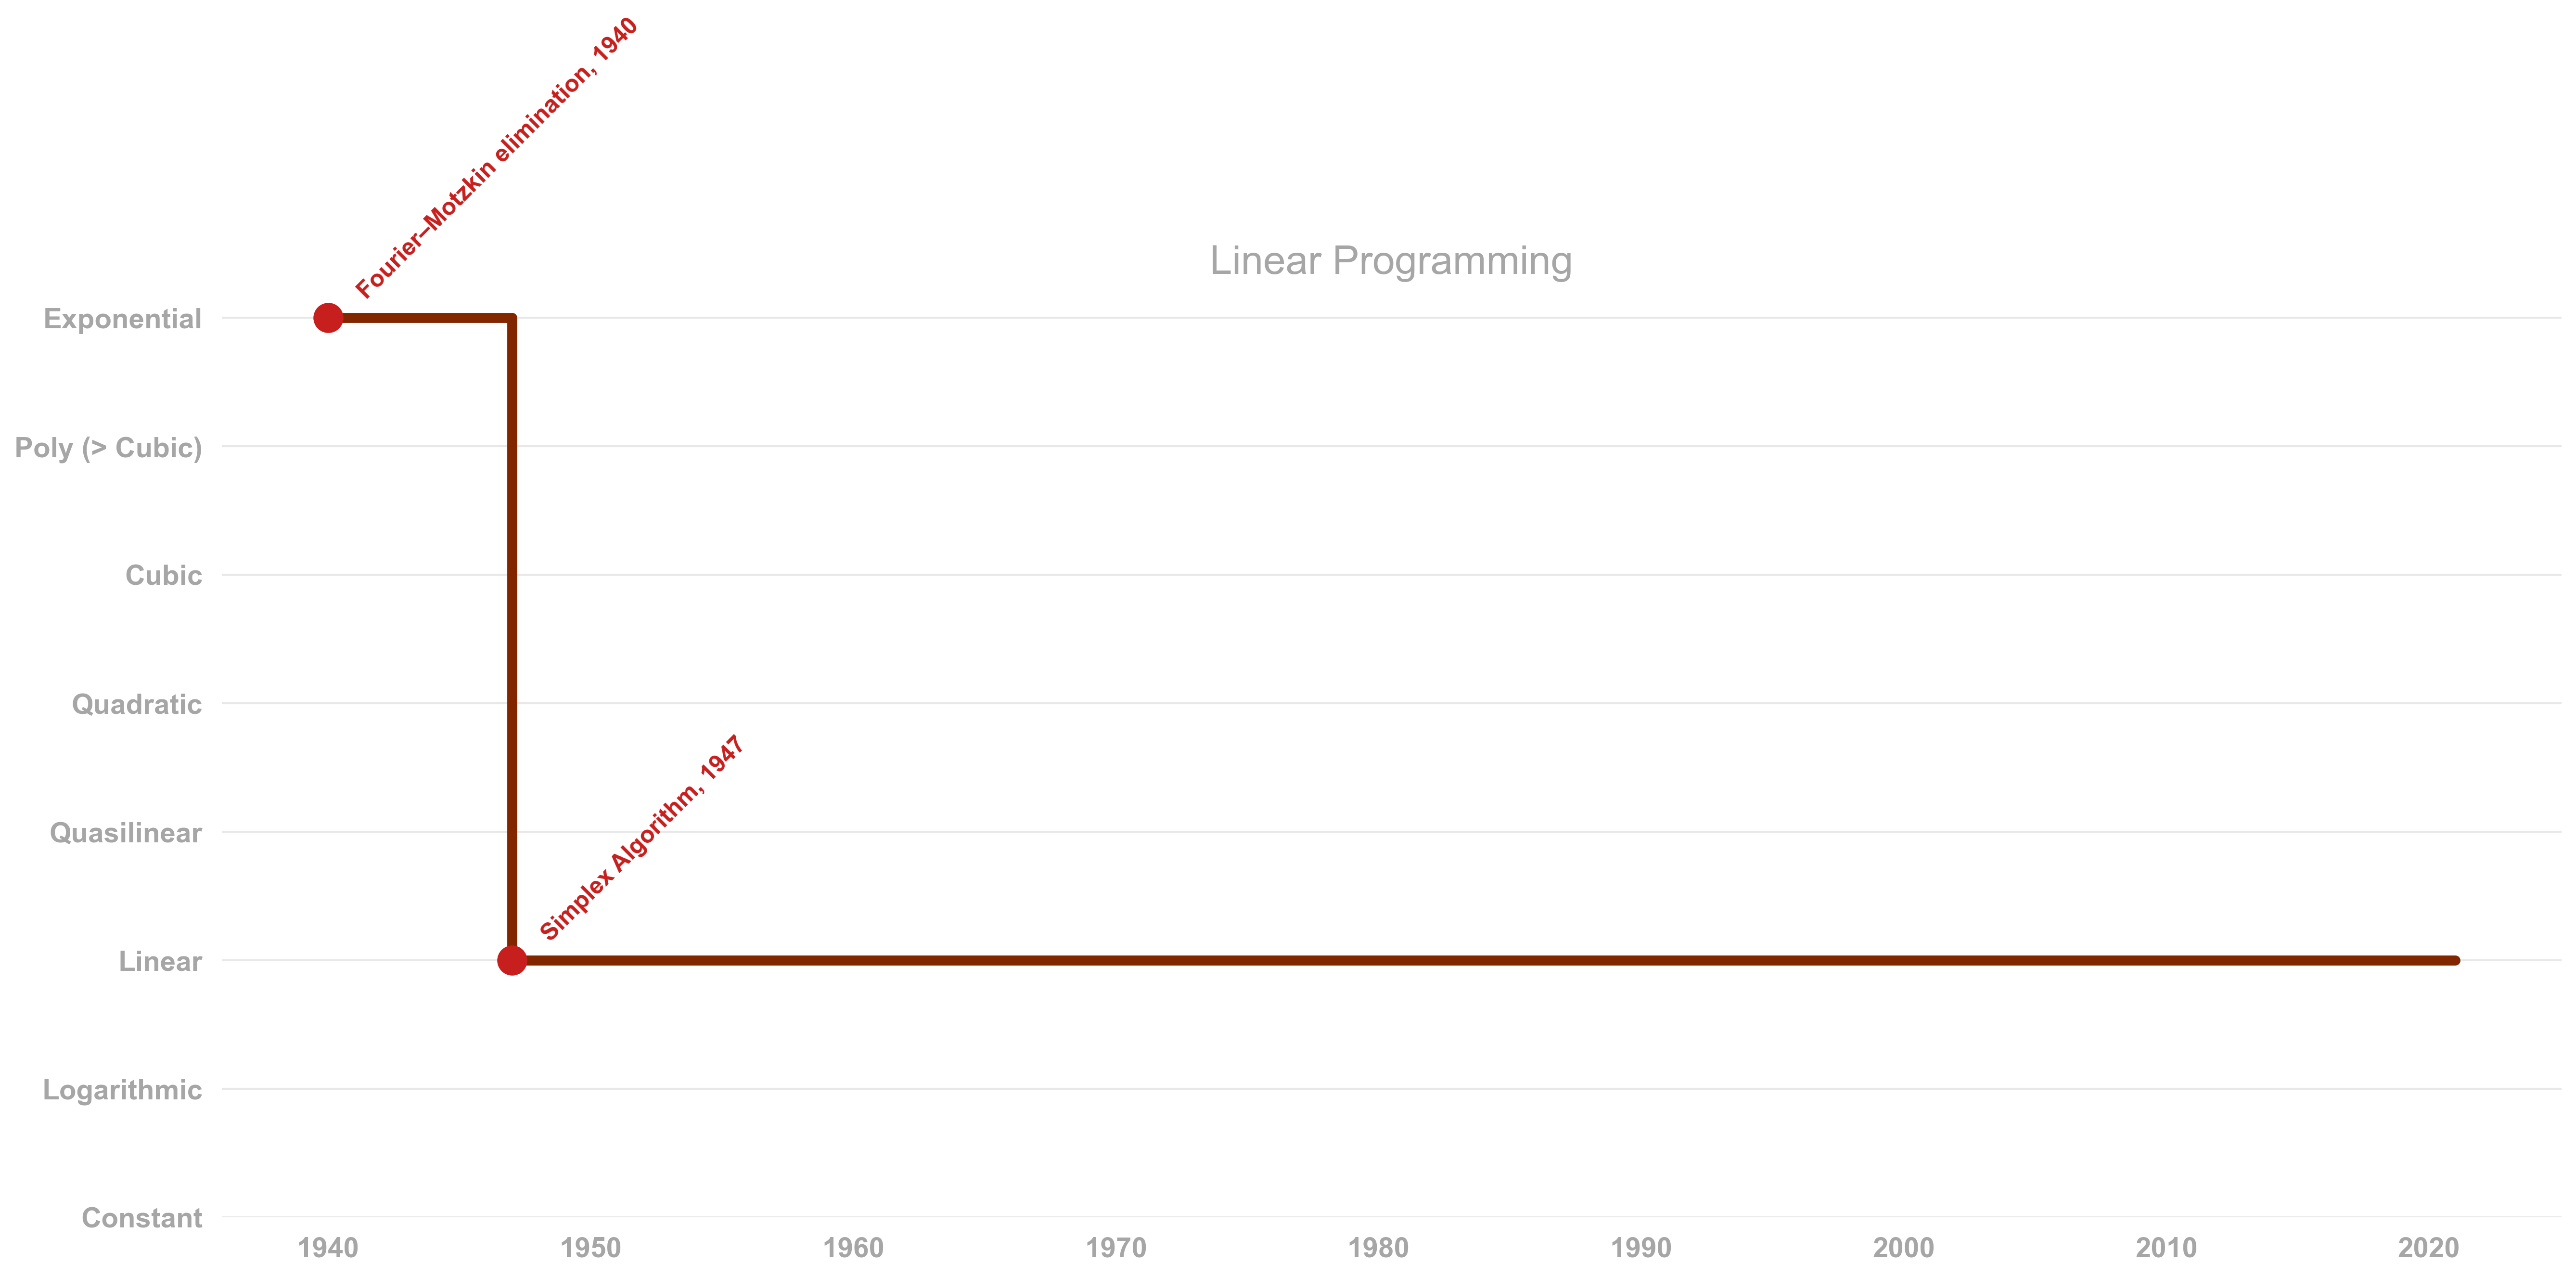 Fourier–Motzkin elimination, 1940
Linear Programming
Exponential
Poly (> Cubic)
Cubic
Quadratic
Simplex Algorithm, 1947
Quasilinear
Linear
Logarithmic
Constant
1940 1950 1960 1970 1980 1990 2000 2010 2020